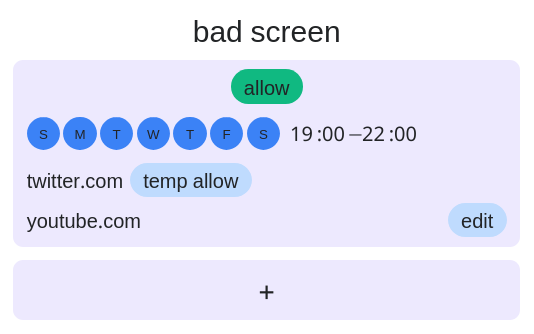 bad screen
allow
S M T W T F S 19:00–22:00
twitter.com temp allow
youtube.com edit
+